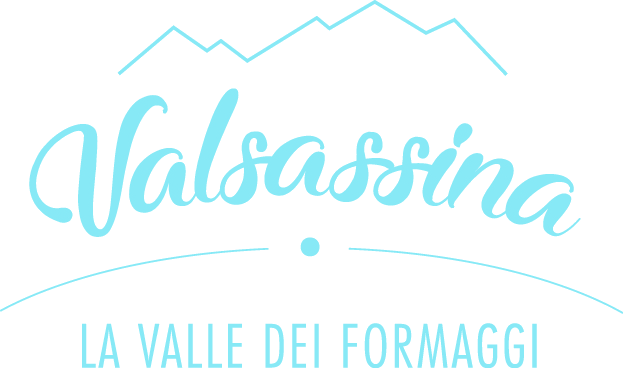 Valsassina
LA VALLE DEI FORMAGGI